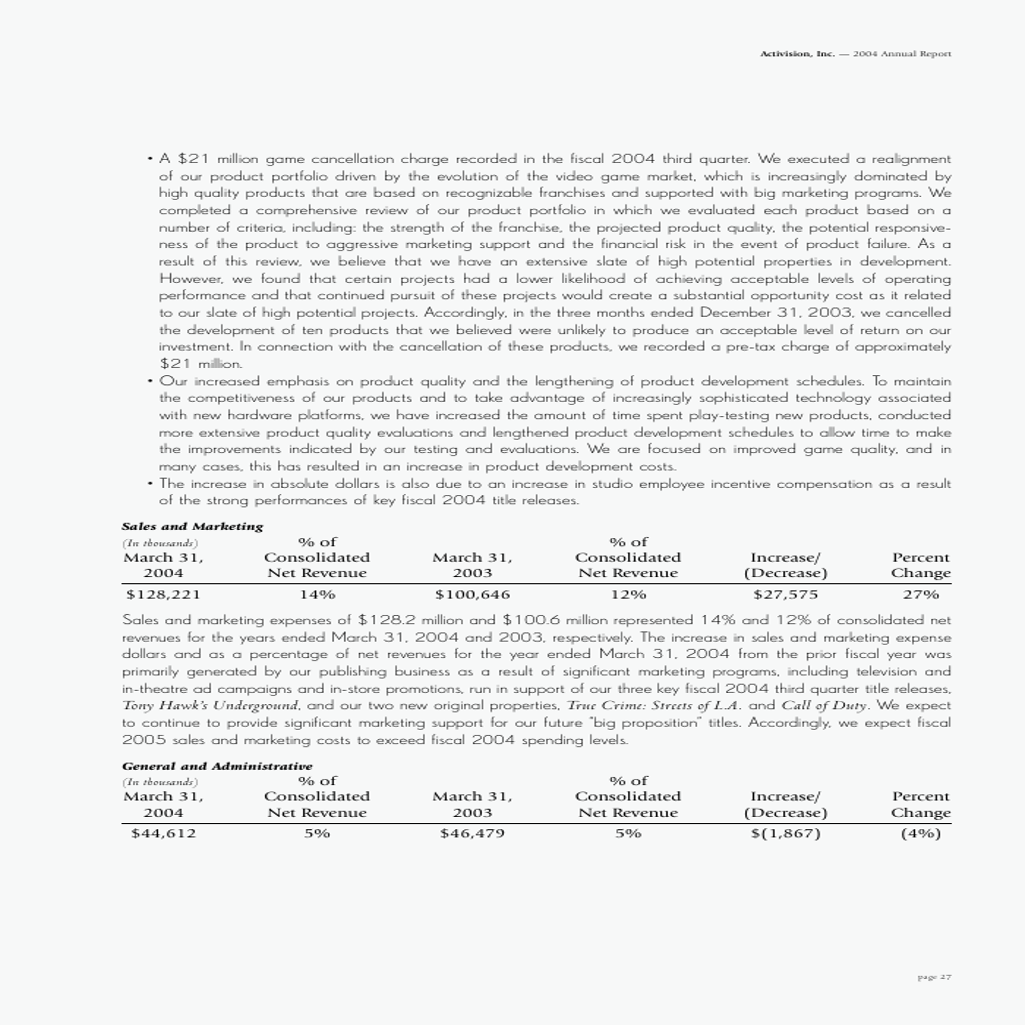 Activision, Inc. — 2004 Annual Report
• A $21 million game cancellation charge recorded in the fiscal 2004 third quarter. We executed a realignment
of our product portfolio driven by the evolution of the video game market, which is increasingly dominated by
high quality products that are based on recognizable franchises and supported with big marketing programs. We
completed a comprehensive review of our product portfolio in which we evaluated each product based on a
number of criteria, including: the strength of the franchise, the projected product quality, the potential responsive-
ness of the product to aggressive marketing support and the financial risk in the event of product failure. As a
result of this review, we believe that we have an extensive slate of high potential properties in development.
However, we found that certain projects had a lower likelihood of achieving acceptable levels of operating
performance and that continued pursuit of these projects would create a substantial opportunity cost as it related
to our slate of high potential projects. Accordingly, in the three months ended December 31, 2003, we cancelled
the development of ten products that we believed were unlikely to produce an acceptable level of return on our
investment. In connection with the cancellation of these products, we recorded a pre-tax charge of approximately
$21 million.
• Our increased emphasis on product quality and the lengthening of product development schedules. To maintain
the competitiveness of our products and to take advantage of increasingly sophisticated technology associated
with new hardware platforms, we have increased the amount of time spent play-testing new products, conducted
more extensive product quality evaluations and lengthened product development schedules to allow time to make
the improvements indicated by our testing and evaluations. We are focused on improved game quality, and in
many cases, this has resulted in an increase in product development costs.
• The increase in absolute dollars is also due to an increase in studio employee incentive compensation as a result
of the strong performances of key fiscal 2004 title releases.
Sales and Marketing
(In thousands) % of % of
March 31, Consolidated March 31, Consolidated Increase/ Percent
2004 Net Revenue 2003 Net Revenue (Decrease) Change
$128,221 14% $100,646 12% $27,575 27%
Sales and marketing expenses of $128.2 million and $100.6 million represented 14% and 12% of consolidated net
revenues for the years ended March 31, 2004 and 2003, respectively. The increase in sales and marketing expense
dollars and as a percentage of net revenues for the year ended March 31, 2004 from the prior fiscal year was
primarily generated by our publishing business as a result of significant marketing programs, including television and
in-theatre ad campaigns and in-store promotions, run in support of our three key fiscal 2004 third quarter title releases,
Tony Hawk's Underground, and our two new original properties, True Crime: Streets of L.A. and Call of Duty. We expect
to continue to provide significant marketing support for our future "big proposition" titles. Accordingly, we expect fiscal
2005 sales and marketing costs to exceed fiscal 2004 spending levels.
General and Administrative
(In thousands) % of % of
March 31, Consolidated March 31, Consolidated Increase/ Percent
2004 Net Revenue 2003 Net Revenue (Decrease) Change
$44,612 5% $46,479 5% $(1,867) (4%)
page 27